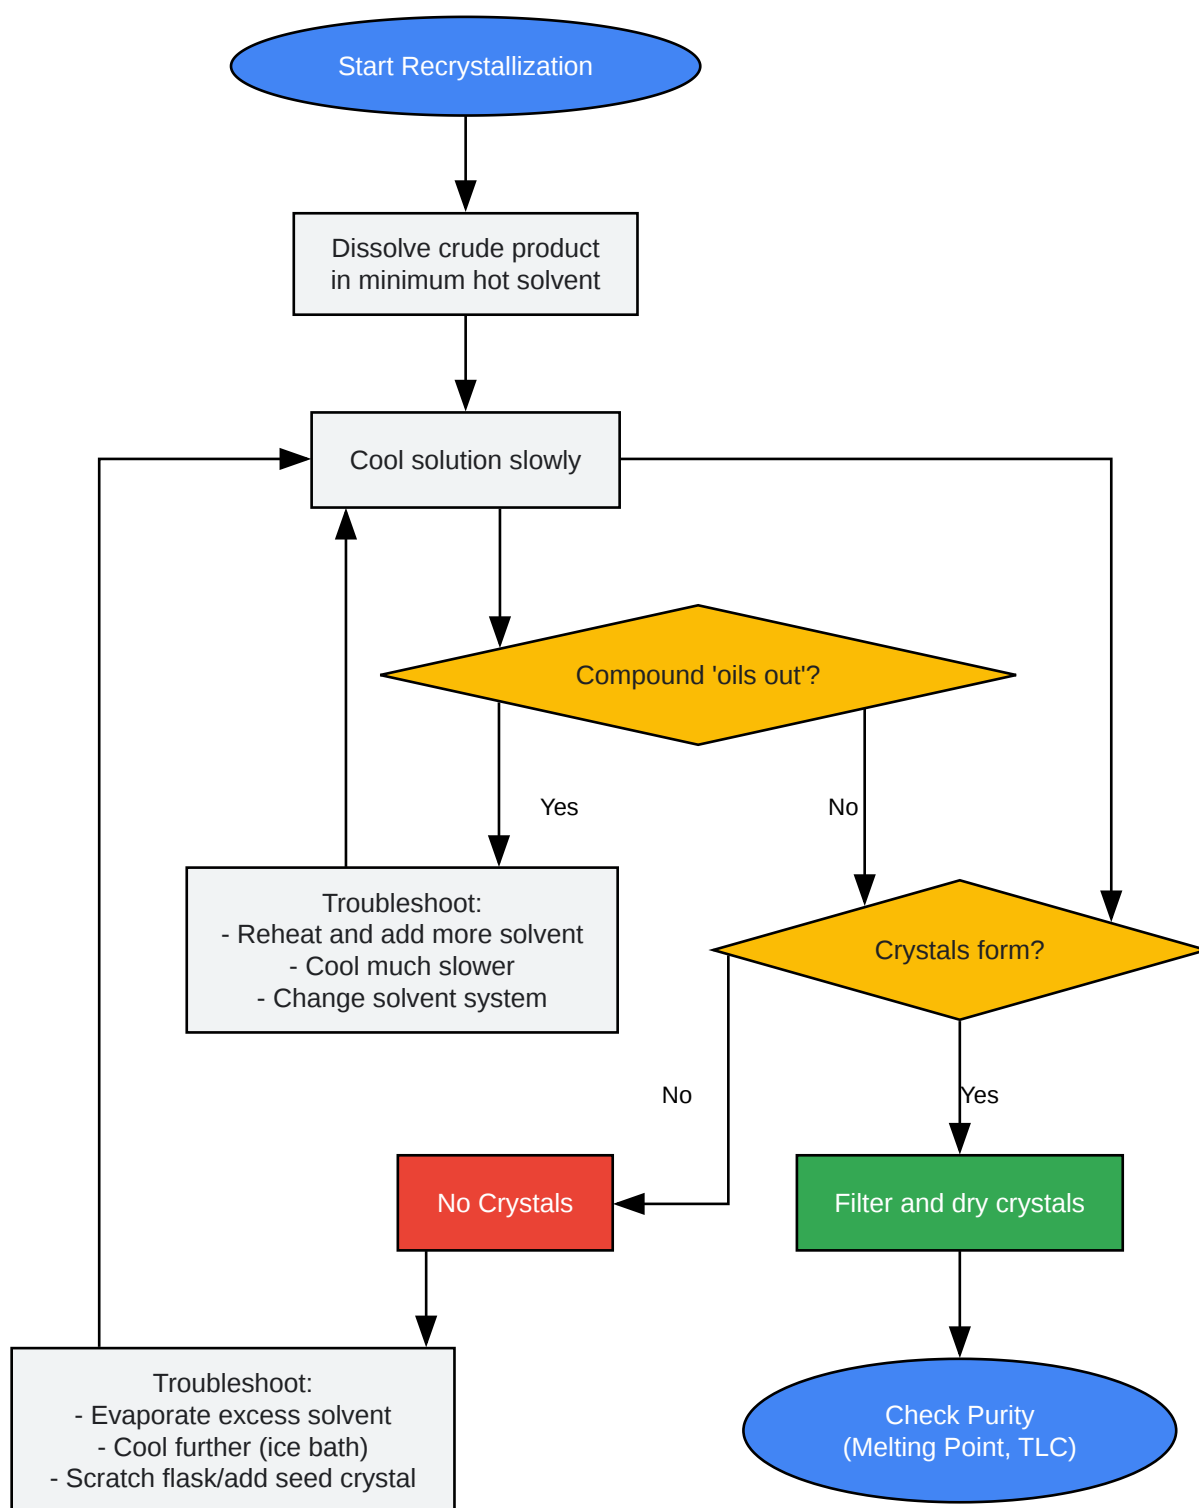 Start Recrystallization
Dissolve crude product
in minimum hot solvent
Cool solution slowly
Compound 'oils out'?
Yes
No
Troubleshoot:
- Reheat and add more solvent
- Cool much slower
- Change solvent system
Crystals form?
No
Yes
No Crystals
Filter and dry crystals
Troubleshoot:
- Evaporate excess solvent
- Cool further (ice bath)
- Scratch flask/add seed crystal
Check Purity
(Melting Point, TLC)